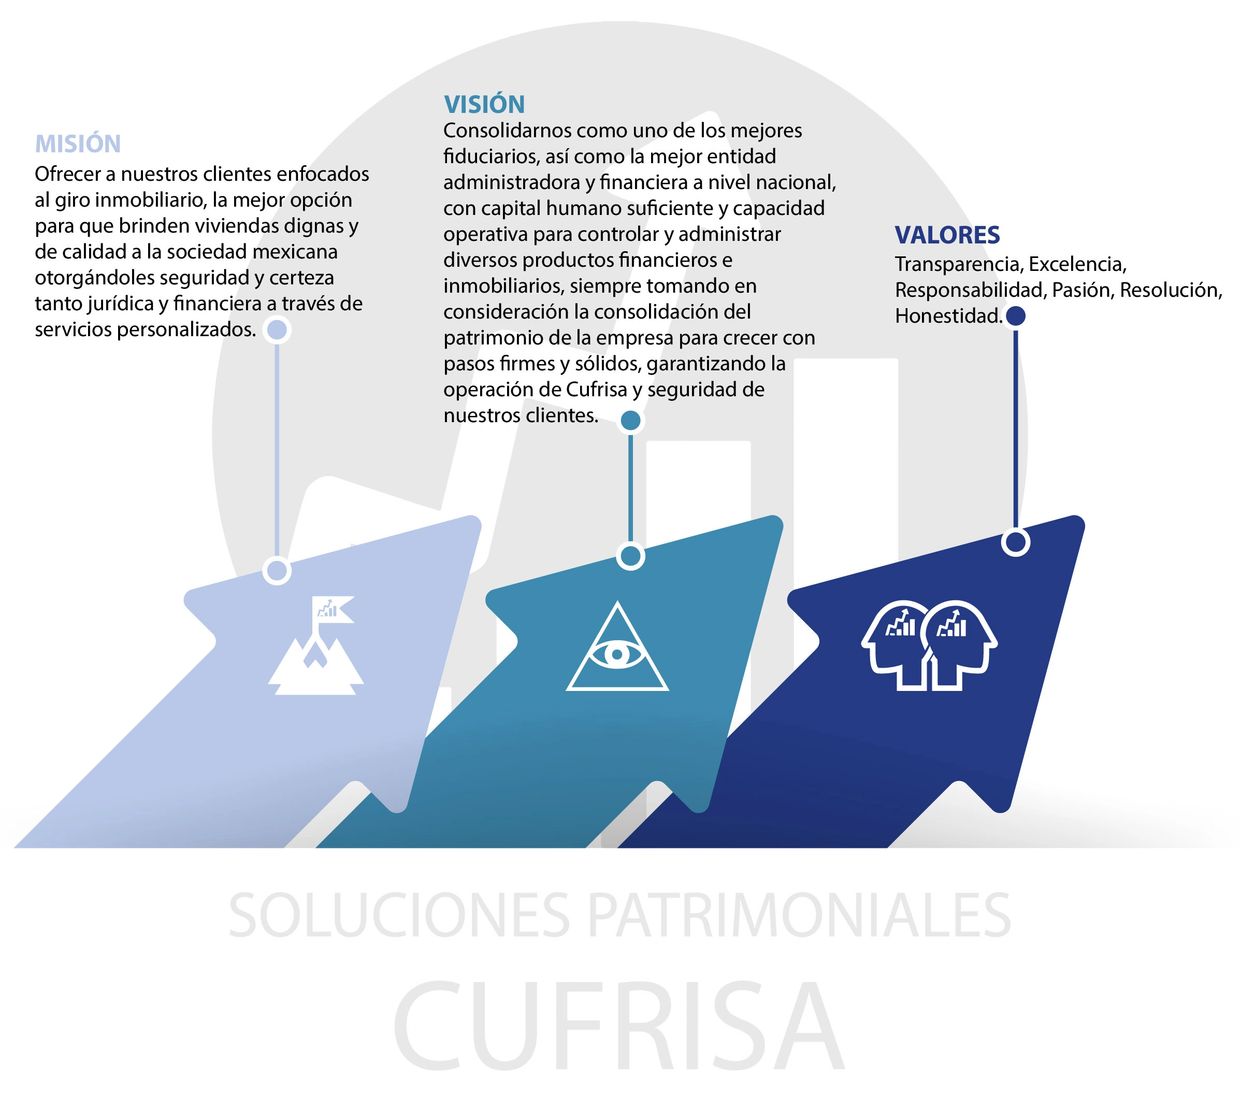 MISIÓN
Ofrecer a nuestros clientes enfocados
al giro inmobiliario, la mejor opción
para que brinden viviendas dignas y
de calidad a la sociedad mexicana
otorgándoles seguridad y certeza
tanto jurídica y financiera a través de
servicios personalizados.
VISIÓN
Consolidarnos como uno de los mejores
fiduciarios, así como la mejor entidad
administradora y financiera a nivel nacional,
con capital humano suficiente y capacidad
operativa para controlar y administrar
diversos productos financieros e
inmobiliarios, siempre tomando en
consideración la consolidación del
patrimonio de la empresa para crecer con
pasos firmes y sólidos, garantizando la
operación de Cufrisa y seguridad de
nuestros clientes.
VALORES
Transparencia, Excelencia,
Responsabilidad, Pasión, Resolución,
Honestidad.
SOLUCIONES PATRIMONIALES
CUFRISA